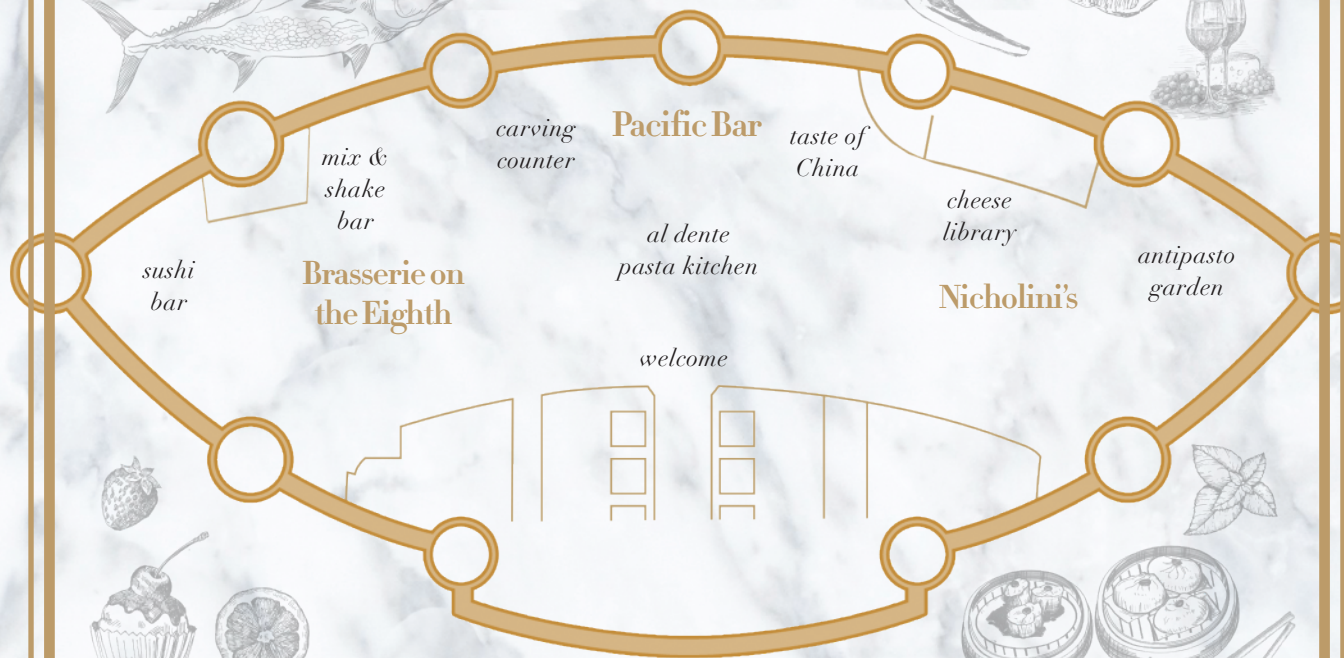 Pacific Bar
carving
counter
taste of
China
mix &
shake
bar
cheese
library
al dente
pasta kitchen
sushi
bar
Brasserie on
the Eighth
Nicholini's
antipasto
garden
welcome